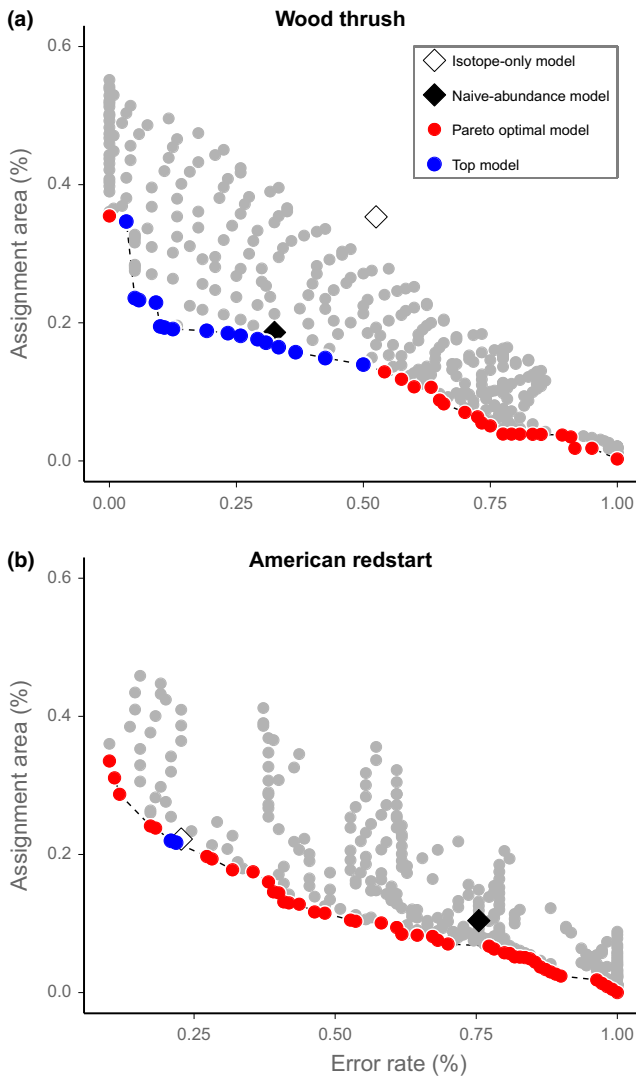 (a)
Wood thrush
Isotope-only model
Naive-abundance model
Pareto optimal model
Top model
Assignment area (%)
0.6
0.4
0.2
0.0
0.00 0.25 0.50 0.75 1.00
(b)
American redstart
Assignment area (%)
0.6
0.4
0.2
0.0
0.25 0.50 0.75 1.00
Error rate (%)